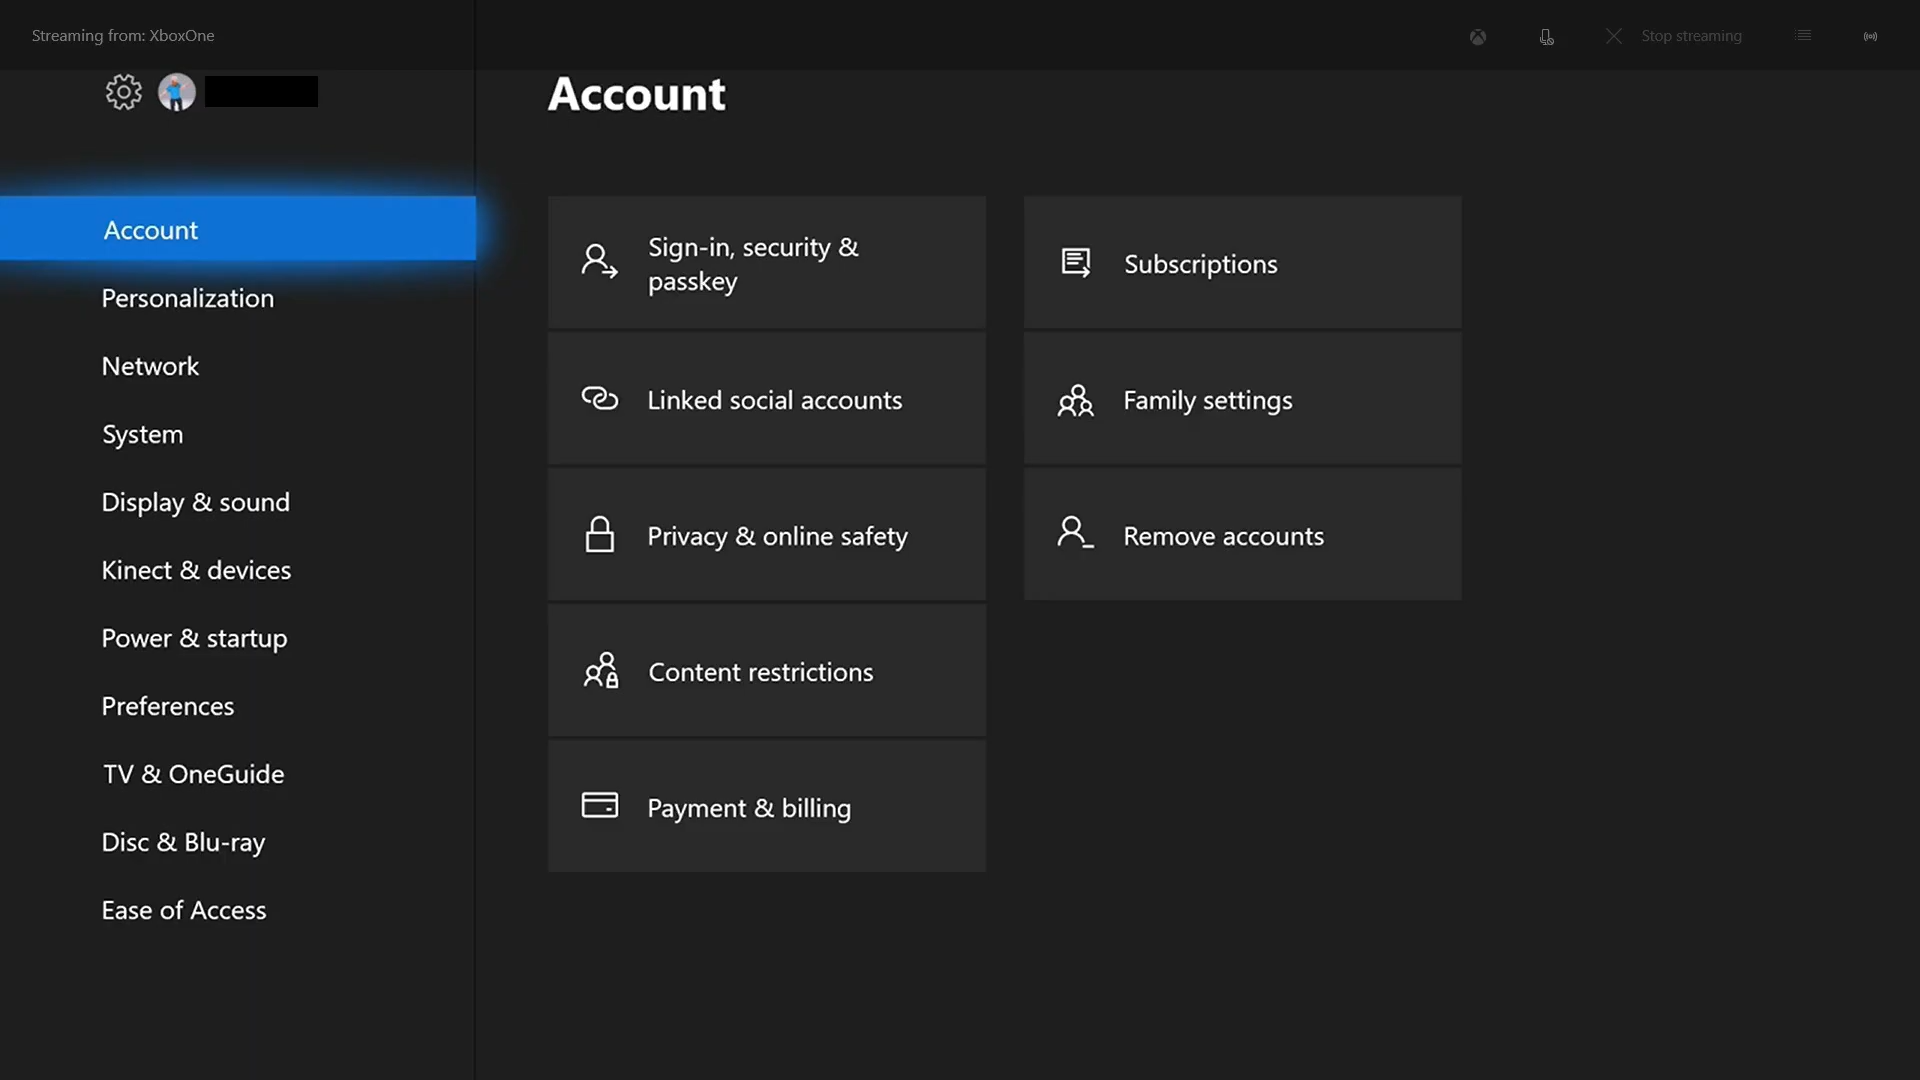 Streaming from: XboxOne
Stop streaming
Account
Account
Personalization
Network
System
Display & sound
Kinect & devices
Power & startup
Preferences
TV & OneGuide
Disc & Blu-ray
Ease of Access
Sign-in, security &
passkey
Linked social accounts
Privacy & online safety
Content restrictions
Payment & billing
Subscriptions
Family settings
Remove accounts